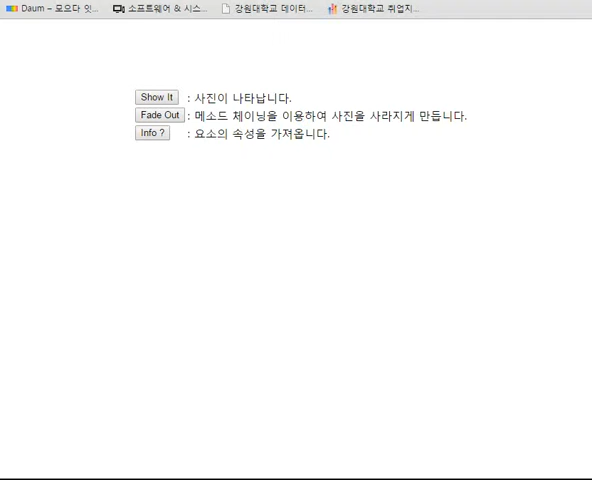 Daum – 모으다 잇... 소프트웨어 & 시스... 강원대학교 데이터... 강원대학교 취업지...
Show It : 사진이 나타납니다.
Fade Out : 메소드 체이닝을 이용하여 사진을 사라지게 만듭니다.
Info ? : 요소의 속성을 가져옵니다.